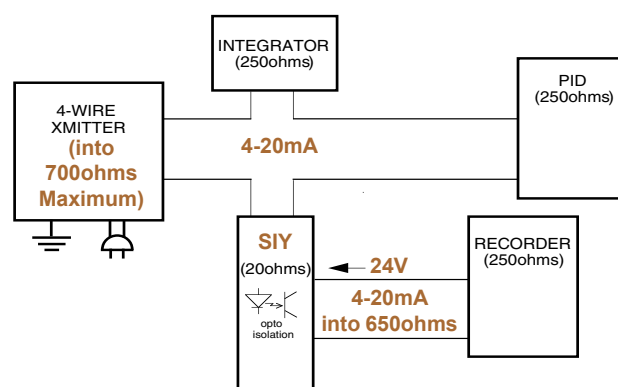 INTEGRATOR
(250ohms)
4-WIRE
XMITTER
(into
700ohms
Maximum)
4-20mA
PID
(250ohms)
SIY
(20ohms)
opto
isolation
24V
4-20mA
into 650ohms
RECORDER
(250ohms)